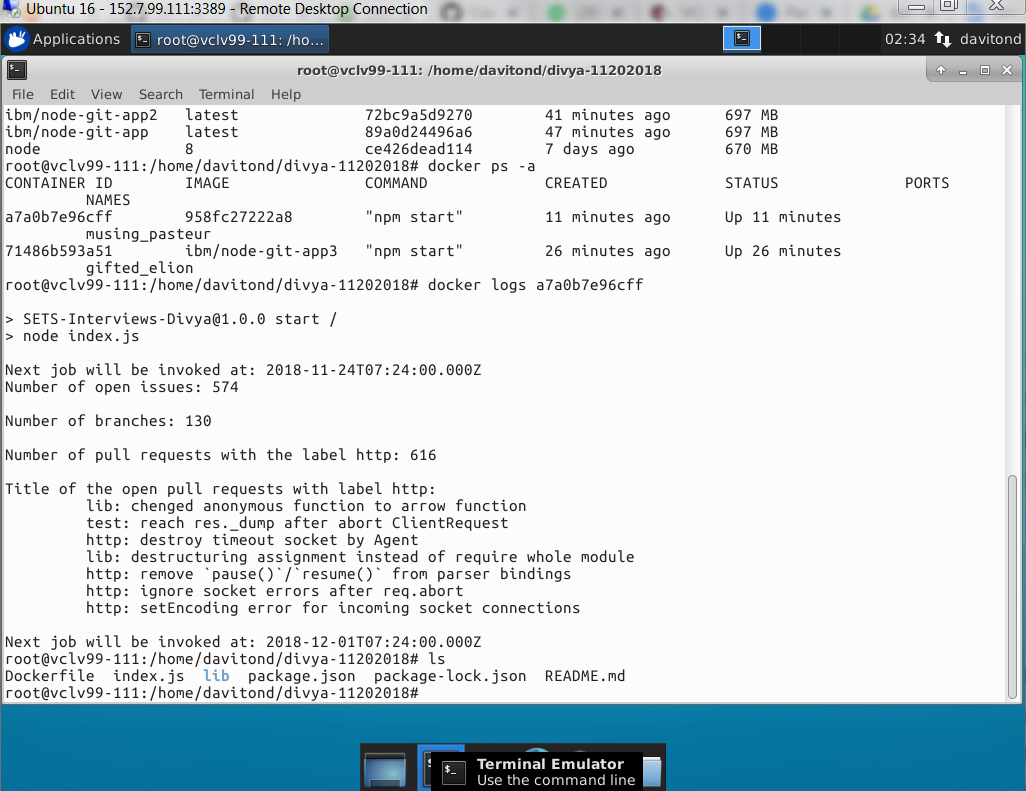 Ubuntu 16 - 152.7.99.111:3389 - Remote Desktop Connection
Applications
root@vclv99-111: /ho...
02:34
davitond
root@vclv99-111: /home/davitond/divya-11202018
File Edit View Search Terminal Help
ibm/node-git-app2 latest 72bc9a5d9270 41 minutes ago 697 MB
ibm/node-git-app latest 89a0d24496a6 47 minutes ago 697 MB
node 8 ce426dead114 7 days ago 670 MB
root@vclv99-111:/home/davitond/divya-11202018# docker ps -a
CONTAINER ID IMAGE COMMAND CREATED STATUS PORTS
NAMES
a7a0b7e96cff 958fc27222a8 "npm start" 11 minutes ago Up 11 minutes
musing_pasteur
71486b593a51 ibm/node-git-app3 "npm start" 26 minutes ago Up 26 minutes
gifted_elion
root@vclv99-111:/home/davitond/divya-11202018# docker logs a7a0b7e96cff
> SETS-Interviews-Divya@1.0.0 start /
> node index.js
Next job will be invoked at: 2018-11-24T07:24:00.000Z
Number of open issues: 574
Number of branches: 130
Number of pull requests with the label http: 616
Title of the open pull requests with label http:
lib: chenged anonymous function to arrow function
test: reach res._dump after abort ClientRequest
http: destroy timeout socket by Agent
lib: destructuring assignment instead of require whole module
http: remove `pause()`/`resume()` from parser bindings
http: ignore socket errors after req.abort
http: setEncoding error for incoming socket connections
Next job will be invoked at: 2018-12-01T07:24:00.000Z
root@vclv99-111:/home/davitond/divya-11202018# ls
Dockerfile index.js lib package.json package-lock.json README.md
root@vclv99-111:/home/davitond/divya-11202018#
Terminal Emulator
Use the command line